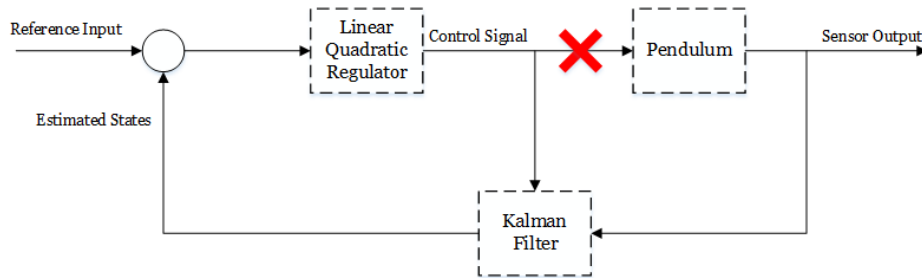 Reference Input
Linear
Quadratic
Regulator
Control Signal
Pendulum
Sensor Output
Estimated States
Kalman
Filter